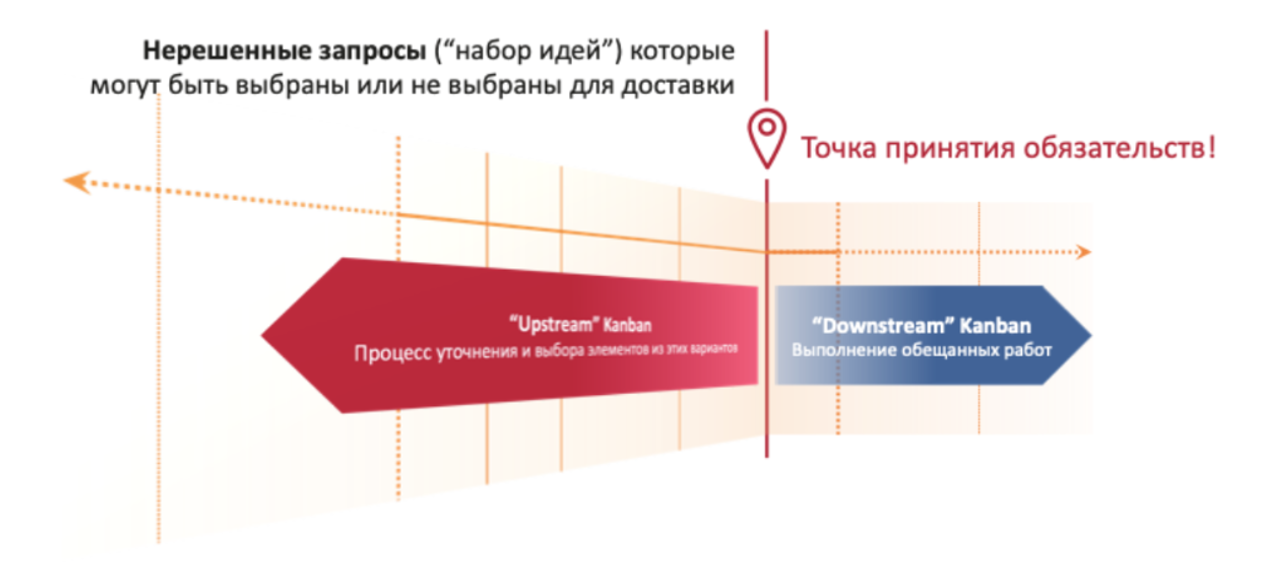 Нерешенные запросы (“набор идей”) которые
могут быть выбраны или не выбраны для доставки
Точка принятия обязательств!
“Upstream” Kanban
Процесс уточнения и выбора элементов из этих вариантов
“Downstream” Kanban
Выполнение обещанных работ